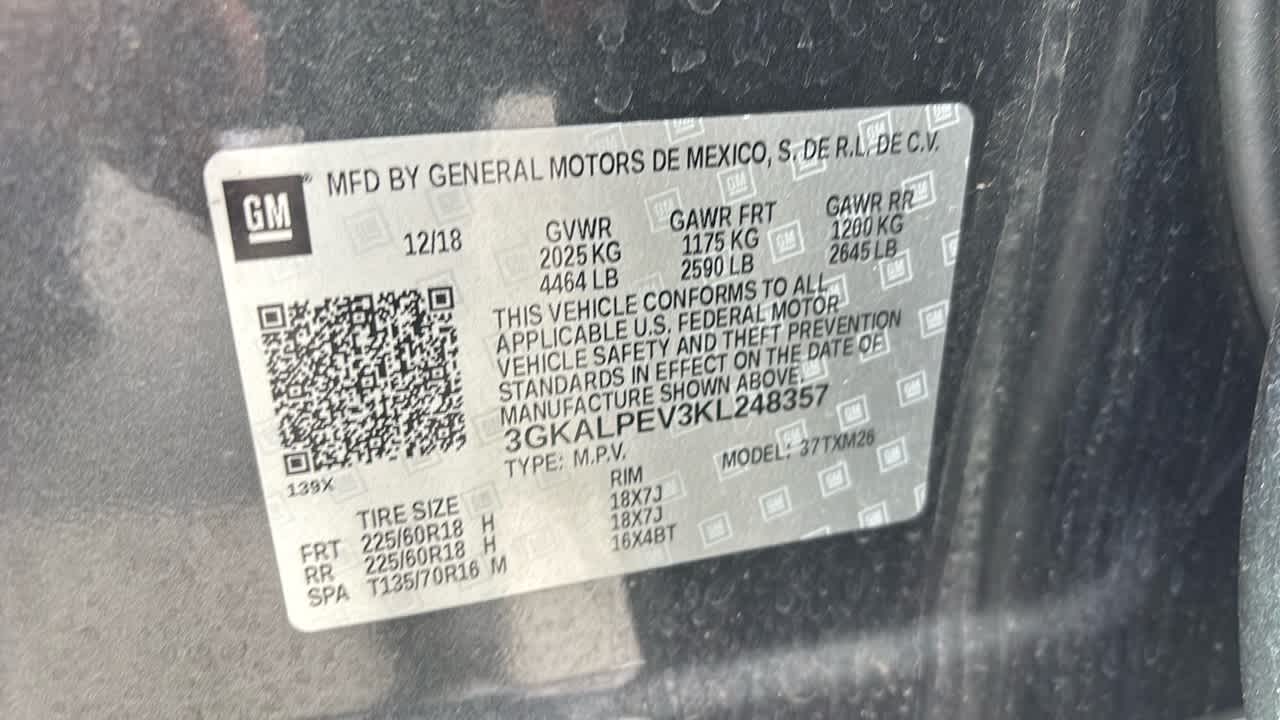 GM
® MFD BY GENERAL MOTORS DE MEXICO, S. DE R.L. DE C.V.
12/18 GVWR GAWR FRT GAWR RR
2025 KG 1175 KG 1200 KG
4464 LB 2590 LB 2645 LB
THIS VEHICLE CONFORMS TO ALL
APPLICABLE U.S. FEDERAL MOTOR
VEHICLE SAFETY AND THEFT PREVENTION
STANDARDS IN EFFECT ON THE DATE OF
MANUFACTURE SHOWN ABOVE.
3GKALPEV3KL248357
TYPE: M.P.V. MODEL: 37TXM26
139X
TIRE SIZE RIM
FRT 225/60R18 H 18X7J
RR 225/60R18 H 18X7J
SPA T135/70R16 M 16X4BT